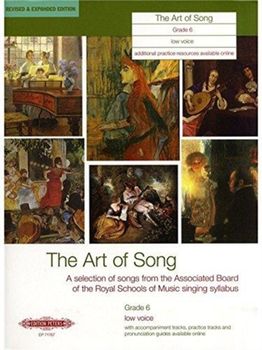 REVISED & EXPANDED EDITION
The Art of Song
Grade 6
low voice
additional practice resources available online
The Art of Song
A selection of songs from the Associated Board
of the Royal Schools of Music singing syllabus
Grade 6
low voice
with accompaniment tracks, practice tracks and
pronunciation guides available online
EDITION PETERS
EP 71767